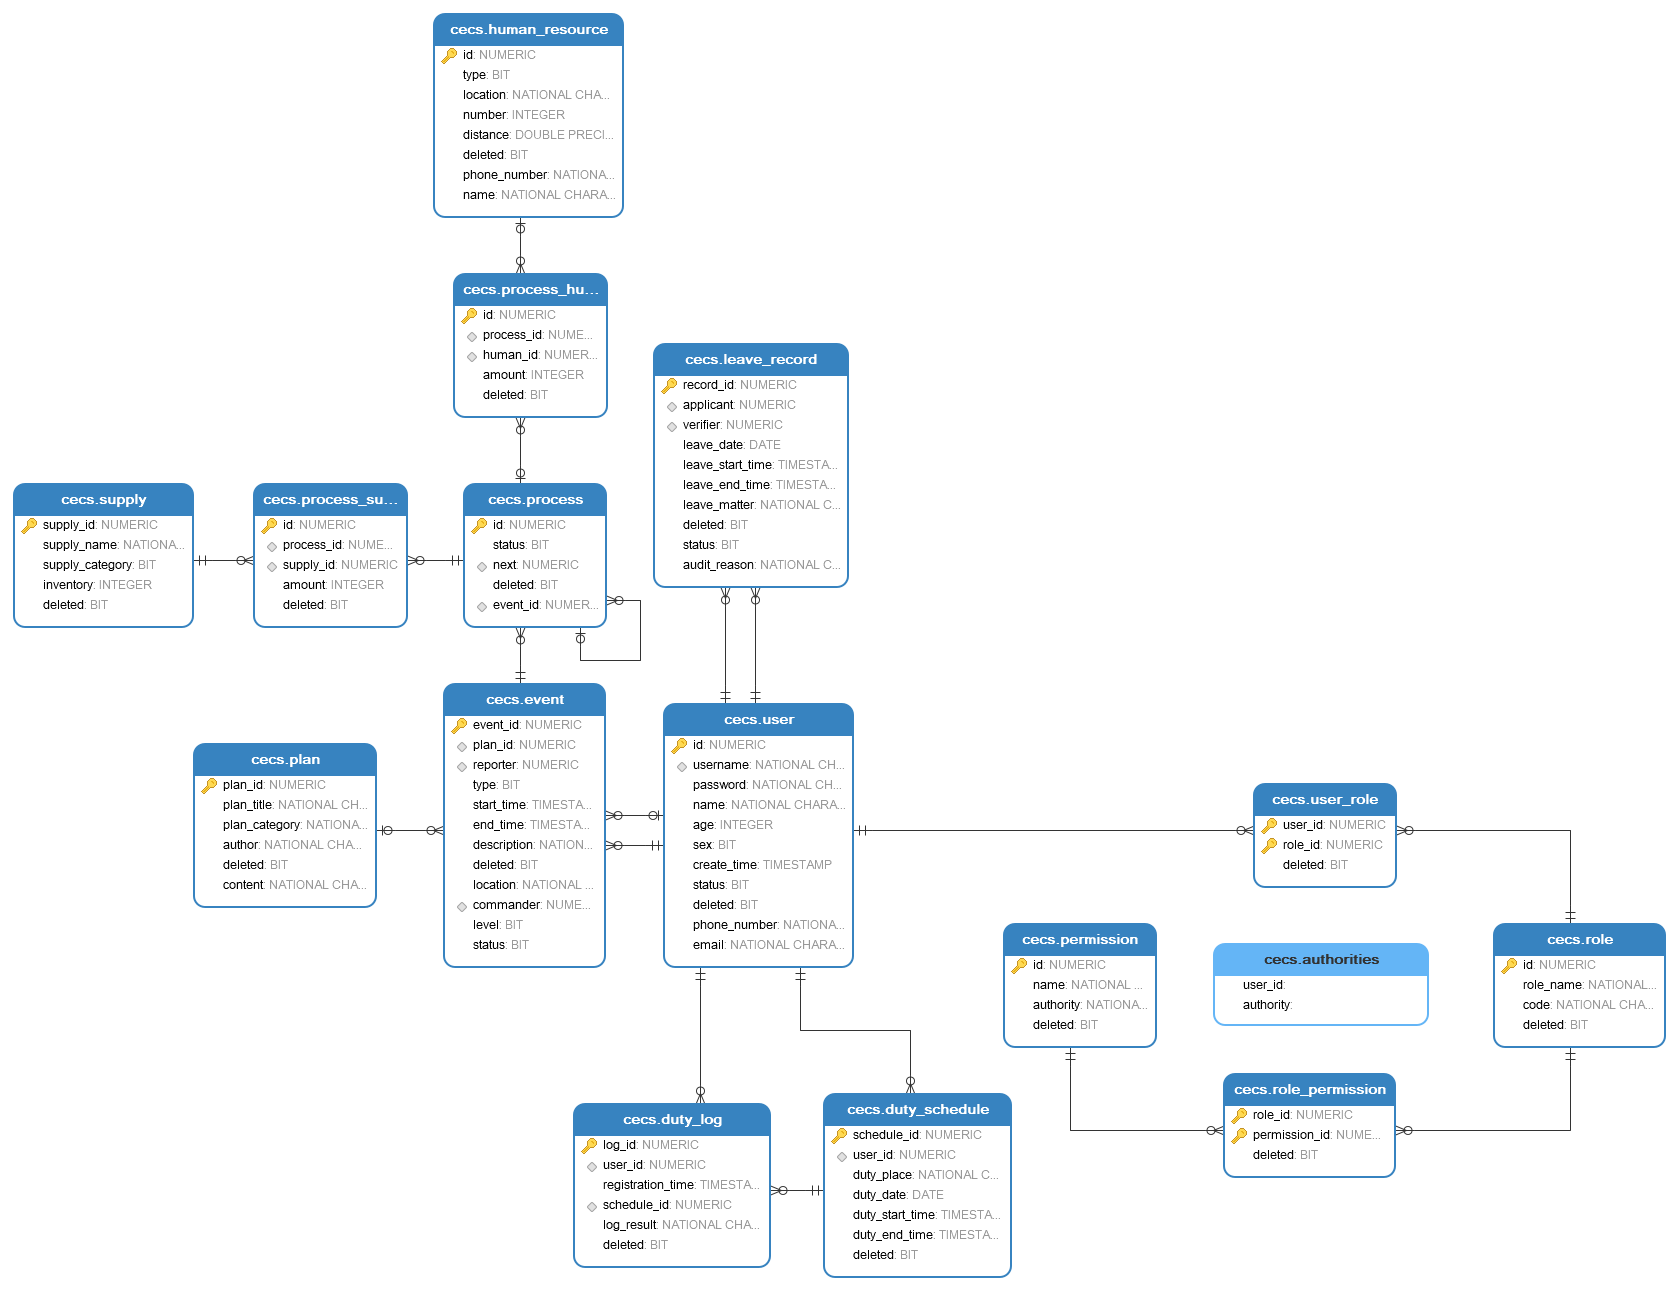 cecs.human_resource
id: NUMERIC
type: BIT
location: NATIONAL CHA...
number: INTEGER
distance: DOUBLE PRECI...
deleted: BIT
phone_number: NATIONA...
name: NATIONAL CHARA...
cecs.process_hu...
id: NUMERIC
process_id: NUME...
human_id: NUMER...
amount: INTEGER
deleted: BIT
cecs.leave_record
record_id: NUMERIC
applicant: NUMERIC
verifier: NUMERIC
leave_date: DATE
leave_start_time: TIMESTA...
leave_end_time: TIMESTA...
leave_matter: NATIONAL C...
deleted: BIT
status: BIT
audit_reason: NATIONAL C...
cecs.supply
supply_id: NUMERIC
supply_name: NATIONA...
supply_category: BIT
inventory: INTEGER
deleted: BIT
cecs.process_su...
id: NUMERIC
process_id: NUME...
supply_id: NUMERIC
amount: INTEGER
deleted: BIT
cecs.process
id: NUMERIC
status: BIT
next: NUMERIC
deleted: BIT
event_id: NUMER...
cecs.event
event_id: NUMERIC
plan_id: NUMERIC
reporter: NUMERIC
type: BIT
start_time: TIMESTA...
end_time: TIMESTA...
description: NATION...
deleted: BIT
location: NATIONAL ...
commander: NUME...
level: BIT
status: BIT
cecs.user
id: NUMERIC
username: NATIONAL CH...
password: NATIONAL CH...
name: NATIONAL CHARA...
age: INTEGER
sex: BIT
create_time: TIMESTAMP
status: BIT
deleted: BIT
phone_number: NATIONA...
email: NATIONAL CHARA...
cecs.plan
plan_id: NUMERIC
plan_title: NATIONAL CH...
plan_category: NATIONA...
author: NATIONAL CHA...
deleted: BIT
content: NATIONAL CHA...
cecs.user_role
user_id: NUMERIC
role_id: NUMERIC
deleted: BIT
cecs.permission
id: NUMERIC
name: NATIONAL ...
authority: NATIONA...
deleted: BIT
cecs.authorities
user_id:
authority:
cecs.role
id: NUMERIC
role_name: NATIONAL...
code: NATIONAL CHA...
deleted: BIT
cecs.role_permission
role_id: NUMERIC
permission_id: NUME...
deleted: BIT
cecs.duty_log
log_id: NUMERIC
user_id: NUMERIC
registration_time: TIMESTA...
schedule_id: NUMERIC
log_result: NATIONAL CHA...
deleted: BIT
cecs.duty_schedule
schedule_id: NUMERIC
user_id: NUMERIC
duty_place: NATIONAL C...
duty_date: DATE
duty_start_time: TIMESTA...
duty_end_time: TIMESTA...
deleted: BIT